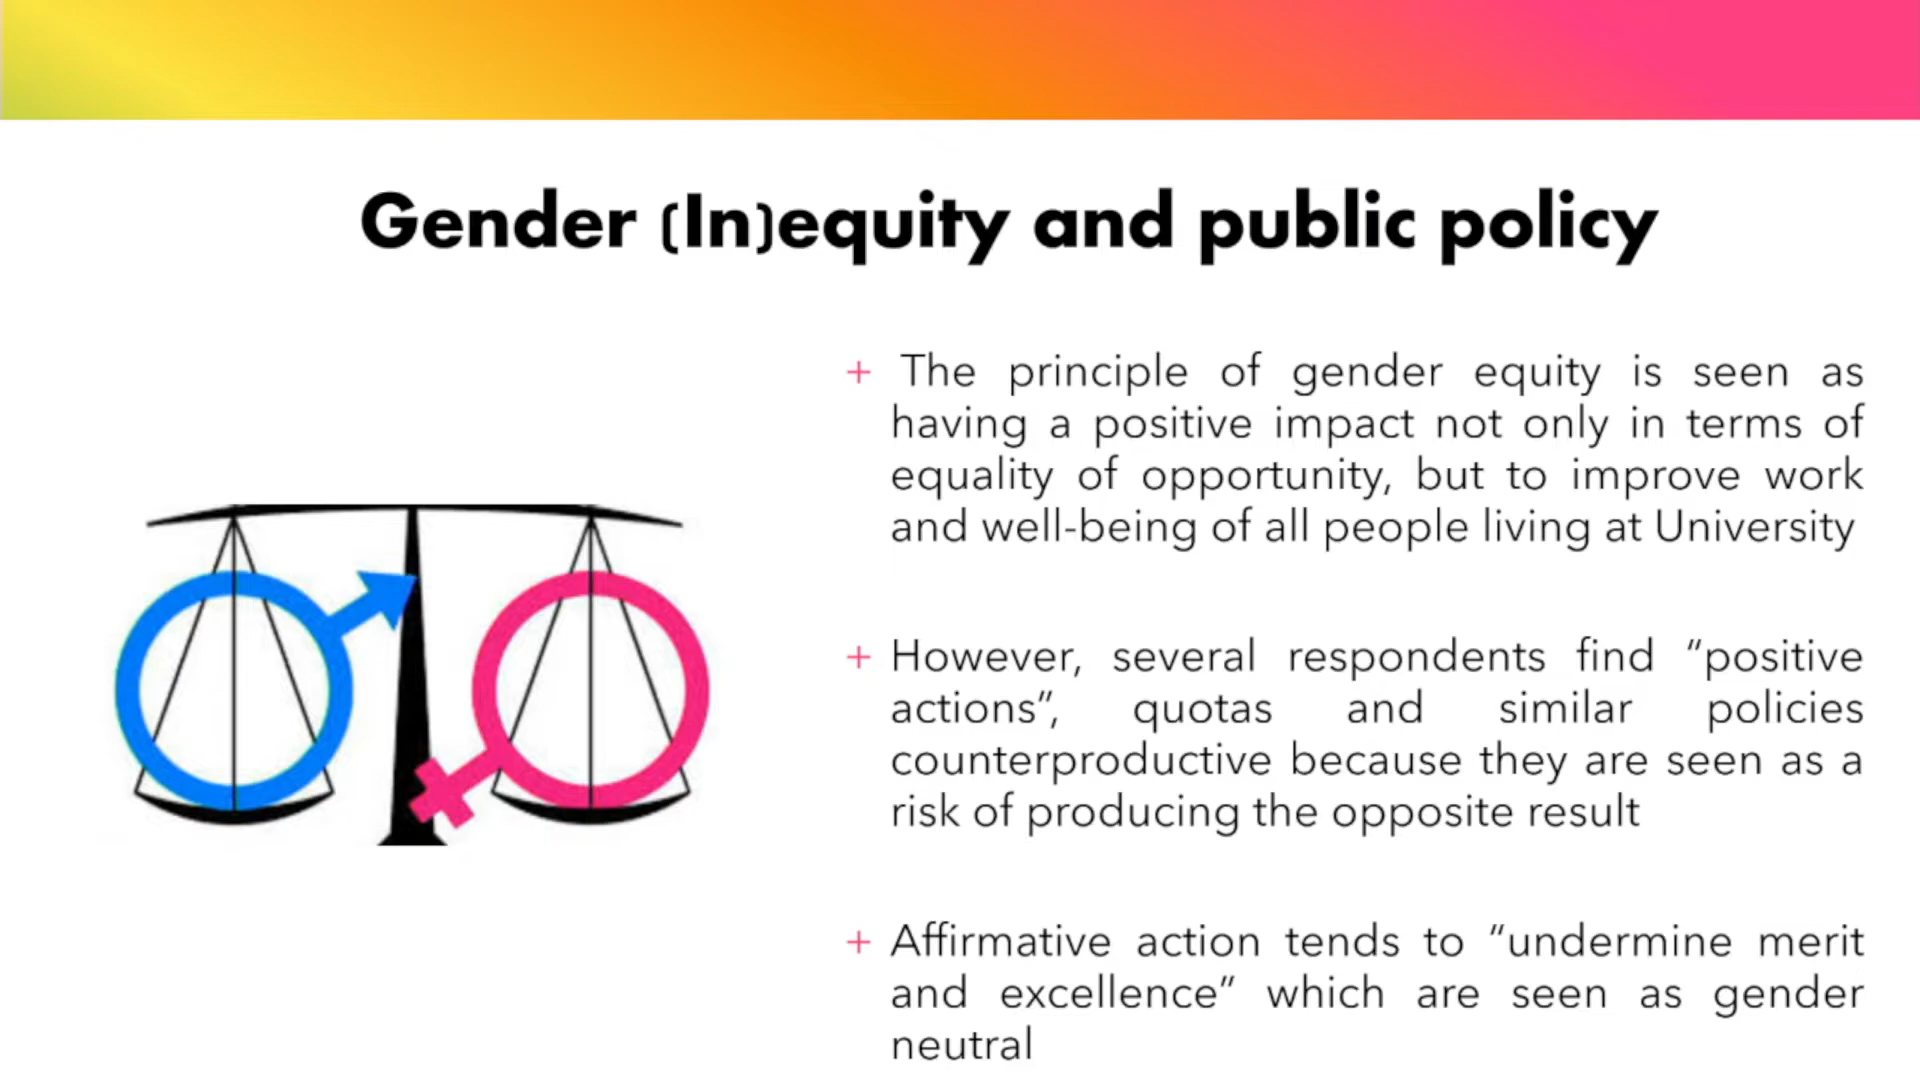 Gender (In)equity and public policy
+ The principle of gender equity is seen as
having a positive impact not only in terms of
equality of opportunity, but to improve work
and well-being of all people living at University
+ However, several respondents find “positive
actions”, quotas and similar policies
counterproductive because they are seen as a
risk of producing the opposite result
+ Affirmative action tends to “undermine merit
and excellence” which are seen as gender
neutral